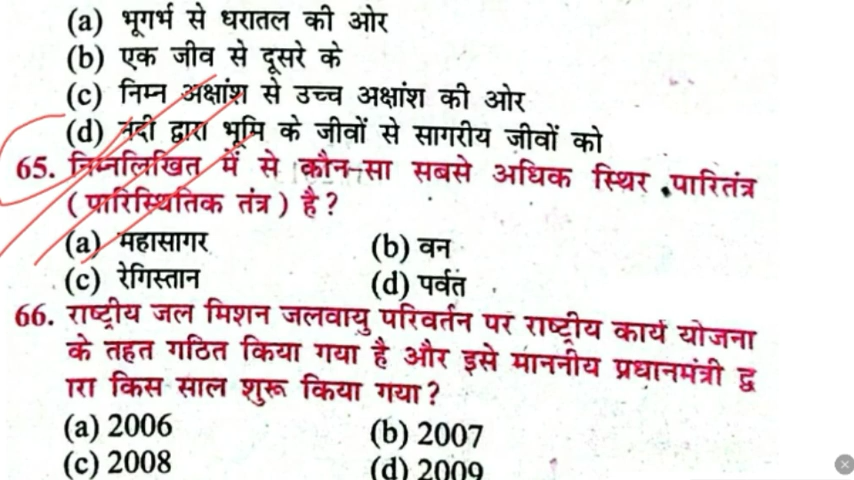 (a) भूगर्भ से धरातल की ओर
(b) एक जीव से दूसरे के
(c) निम्न अक्षांश से उच्च अक्षांश की ओर
(d) नदी द्वारा भूमि के जीवों से सागरीय जीवों को
65. निम्नलिखित में से कौन-सा सबसे अधिक स्थिर पारितंत्र
(पारिस्थितिक तंत्र) है?
(a) महासागर (b) वन
(c) रेगिस्तान (d) पर्वत
66. राष्ट्रीय जल मिशन जलवायु परिवर्तन पर राष्ट्रीय कार्य योजना
के तहत गठित किया गया है और इसे माननीय प्रधानमंत्री द्व
ारा किस साल शुरू किया गया?
(a) 2006 (b) 2007
(c) 2008 (d) 2009